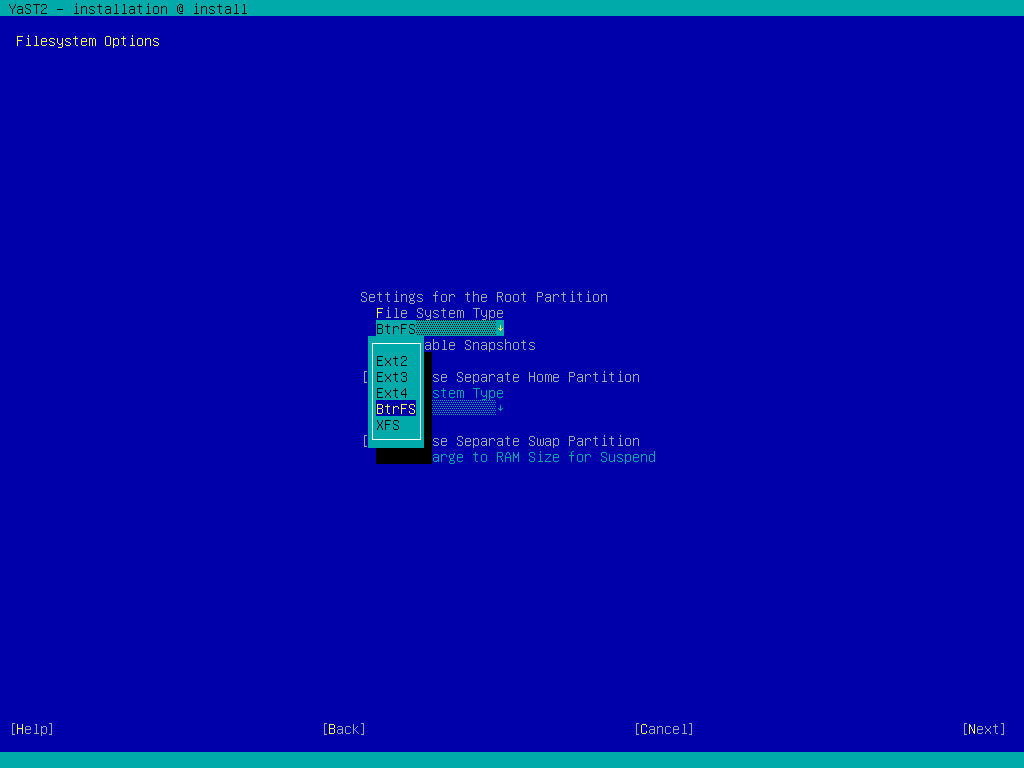 YaST2 - installation @ install
Filesystem Options
Settings for the Root Partition
File System Type
BtrFS↓
able Snapshots
Ext2
Ext3
[ se Separate Home Partition
Ext4
stem Type
BtrFS
↓
XFS
[ se Separate Swap Partition
arge to RAM Size for Suspend
[Help] [Back] [Cancel] [Next]